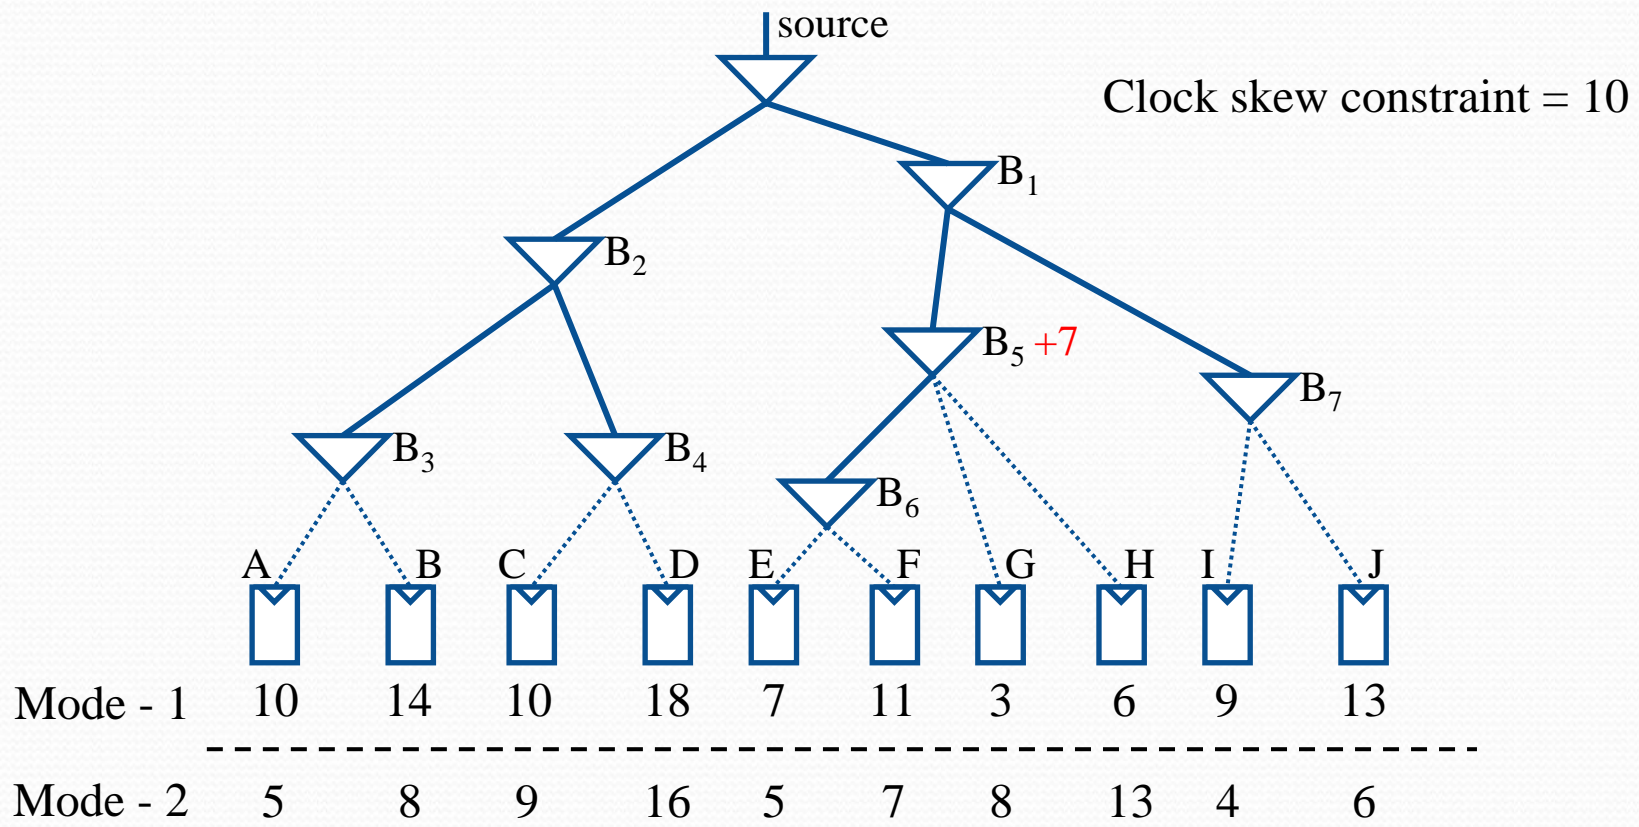 source
Clock skew constraint = 10
B1
B2
B5 +7
B7
B3 B4
B6
A B C D E F G H I J
Mode - 1 10 14 10 18 7 11 3 6 9 13
Mode - 2 5 8 9 16 5 7 8 13 4 6